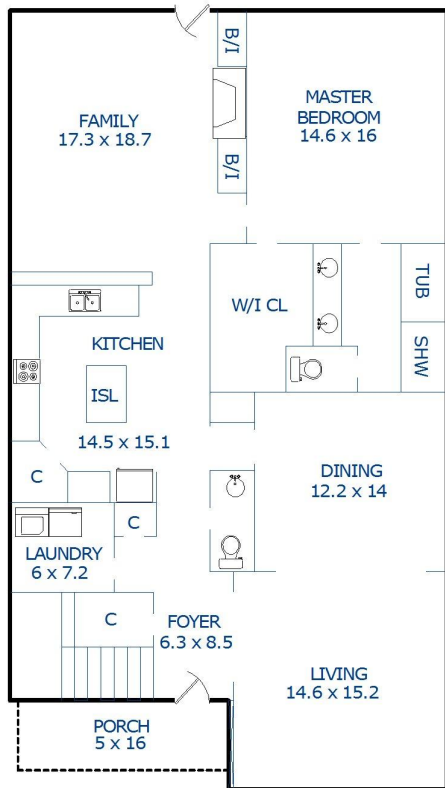 B/I
FAMILY
17.3 x 18.7
MASTER
BEDROOM
14.6 x 16
B/I
W/I CL
TUB
KITCHEN
SHW
ISL
14.5 x 15.1
C
DINING
12.2 x 14
C
LAUNDRY
6 x 7.2
C
FOYER
6.3 x 8.5
LIVING
14.6 x 15.2
PORCH
5 x 16